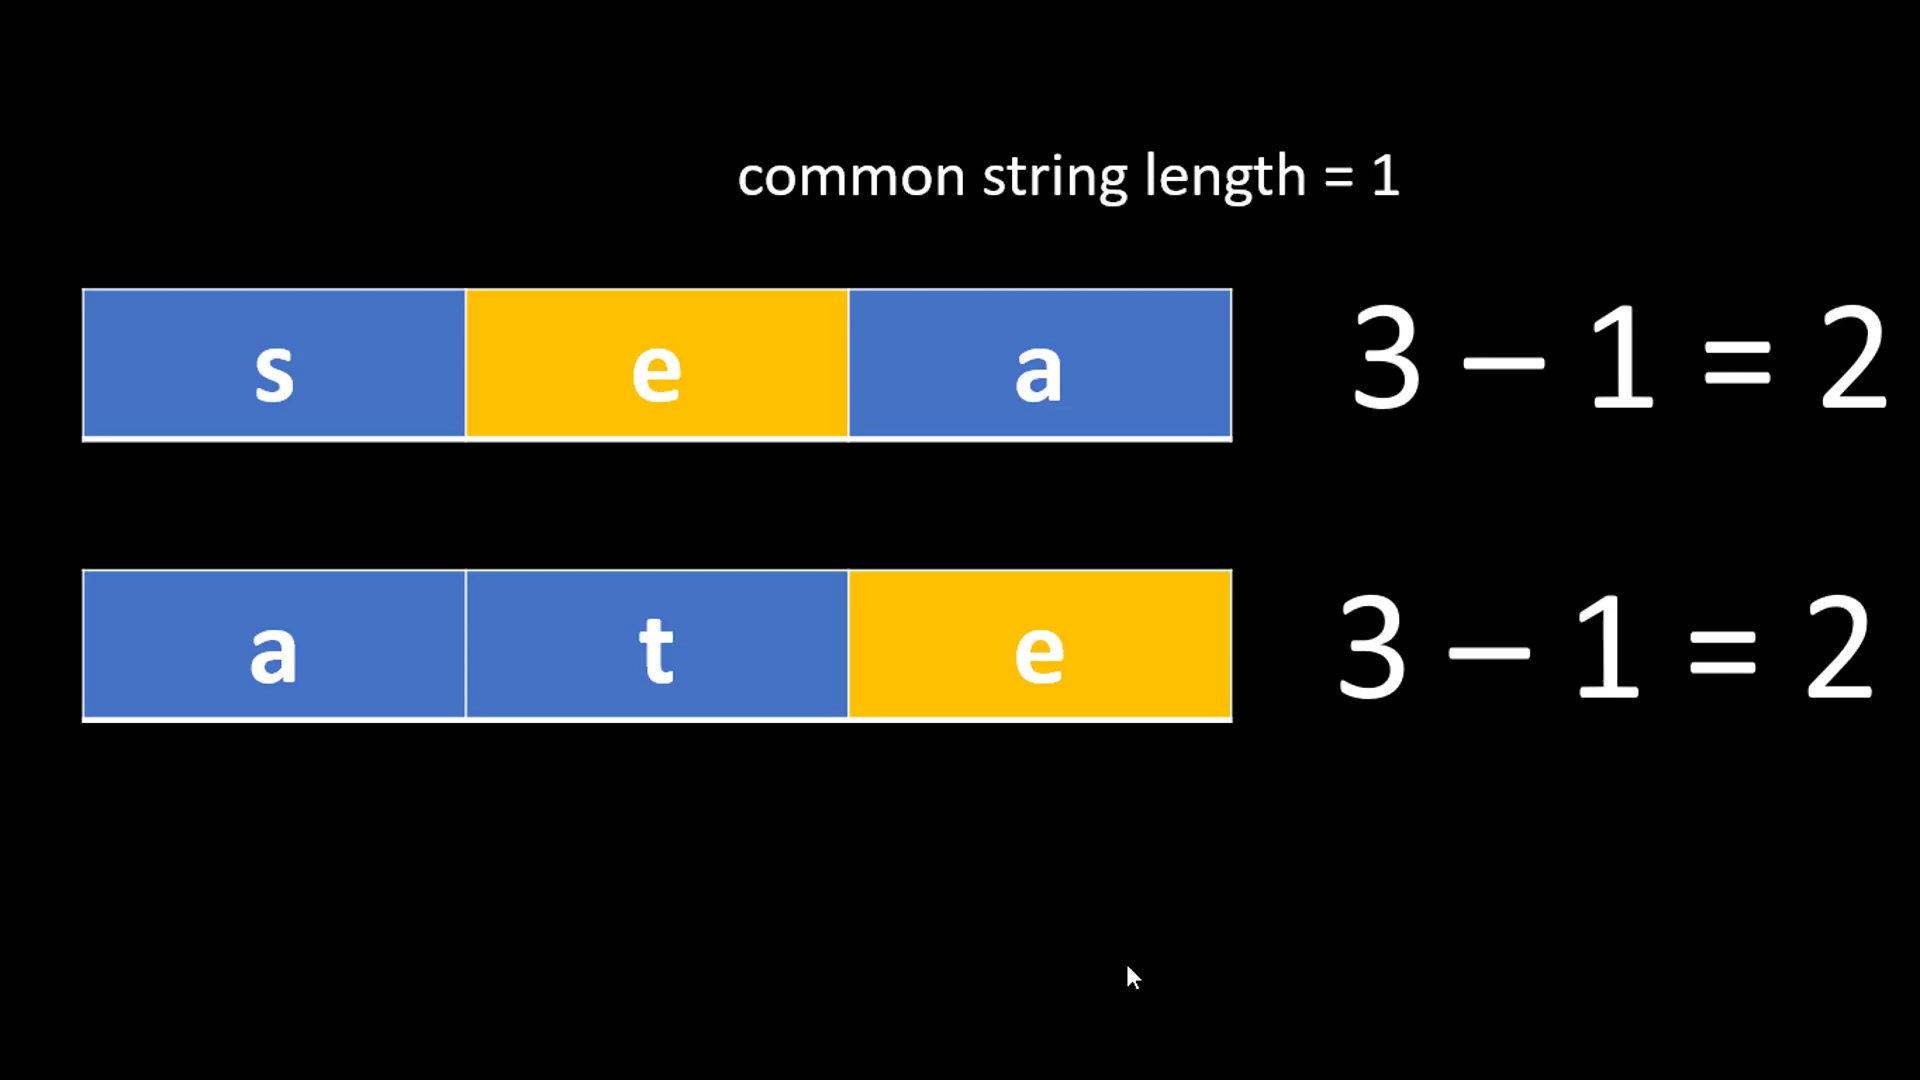 common string length = 1
s e a 3 – 1 = 2
a t e 3 – 1 = 2